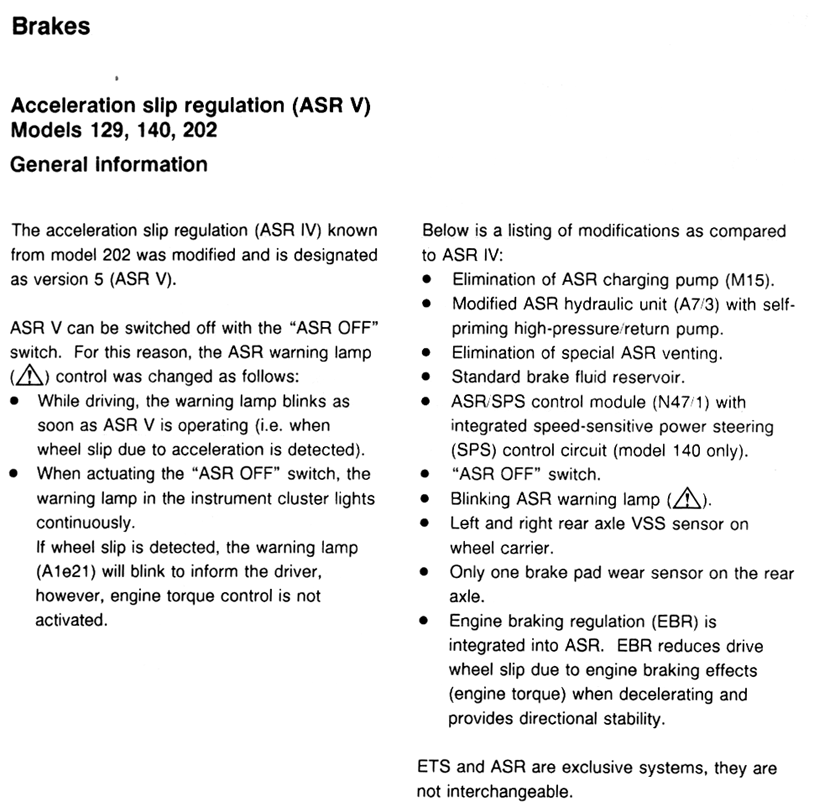 Brakes
Acceleration slip regulation (ASR V)
Models 129, 140, 202
General information
The acceleration slip regulation (ASR IV) known
from model 202 was modified and is designated
as version 5 (ASR V).
ASR V can be switched off with the “ASR OFF”
switch. For this reason, the ASR warning lamp
(⚠) control was changed as follows:
● While driving, the warning lamp blinks as
soon as ASR V is operating (i.e. when
wheel slip due to acceleration is detected).
● When actuating the “ASR OFF” switch, the
warning lamp in the instrument cluster lights
continuously.
If wheel slip is detected, the warning lamp
(A1e21) will blink to inform the driver,
however, engine torque control is not
activated.
Below is a listing of modifications as compared
to ASR IV:
● Elimination of ASR charging pump (M15).
● Modified ASR hydraulic unit (A7/3) with self-
priming high-pressure/return pump.
● Elimination of special ASR venting.
● Standard brake fluid reservoir.
● ASR/SPS control module (N47/1) with
integrated speed-sensitive power steering
(SPS) control circuit (model 140 only).
● “ASR OFF” switch.
● Blinking ASR warning lamp (⚠).
● Left and right rear axle VSS sensor on
wheel carrier.
● Only one brake pad wear sensor on the rear
axle.
● Engine braking regulation (EBR) is
integrated into ASR. EBR reduces drive
wheel slip due to engine braking effects
(engine torque) when decelerating and
provides directional stability.
ETS and ASR are exclusive systems, they are
not interchangeable.